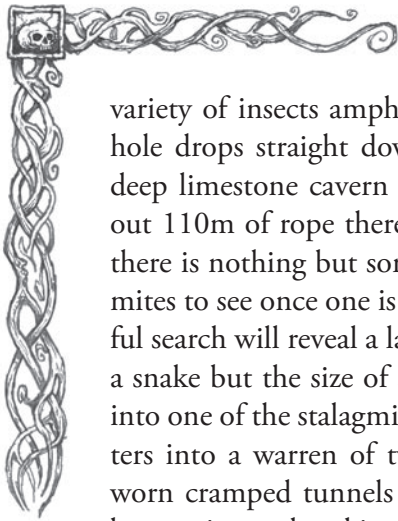 variety of insects amph
hole drops straight
deep limestone cavern
out 110m of rope there
there is nothing but
mites to see once one is
ful search will reveal a la
a snake but the size of
into one of the stalagmi
ters into a warren of
worn cramped tunnels